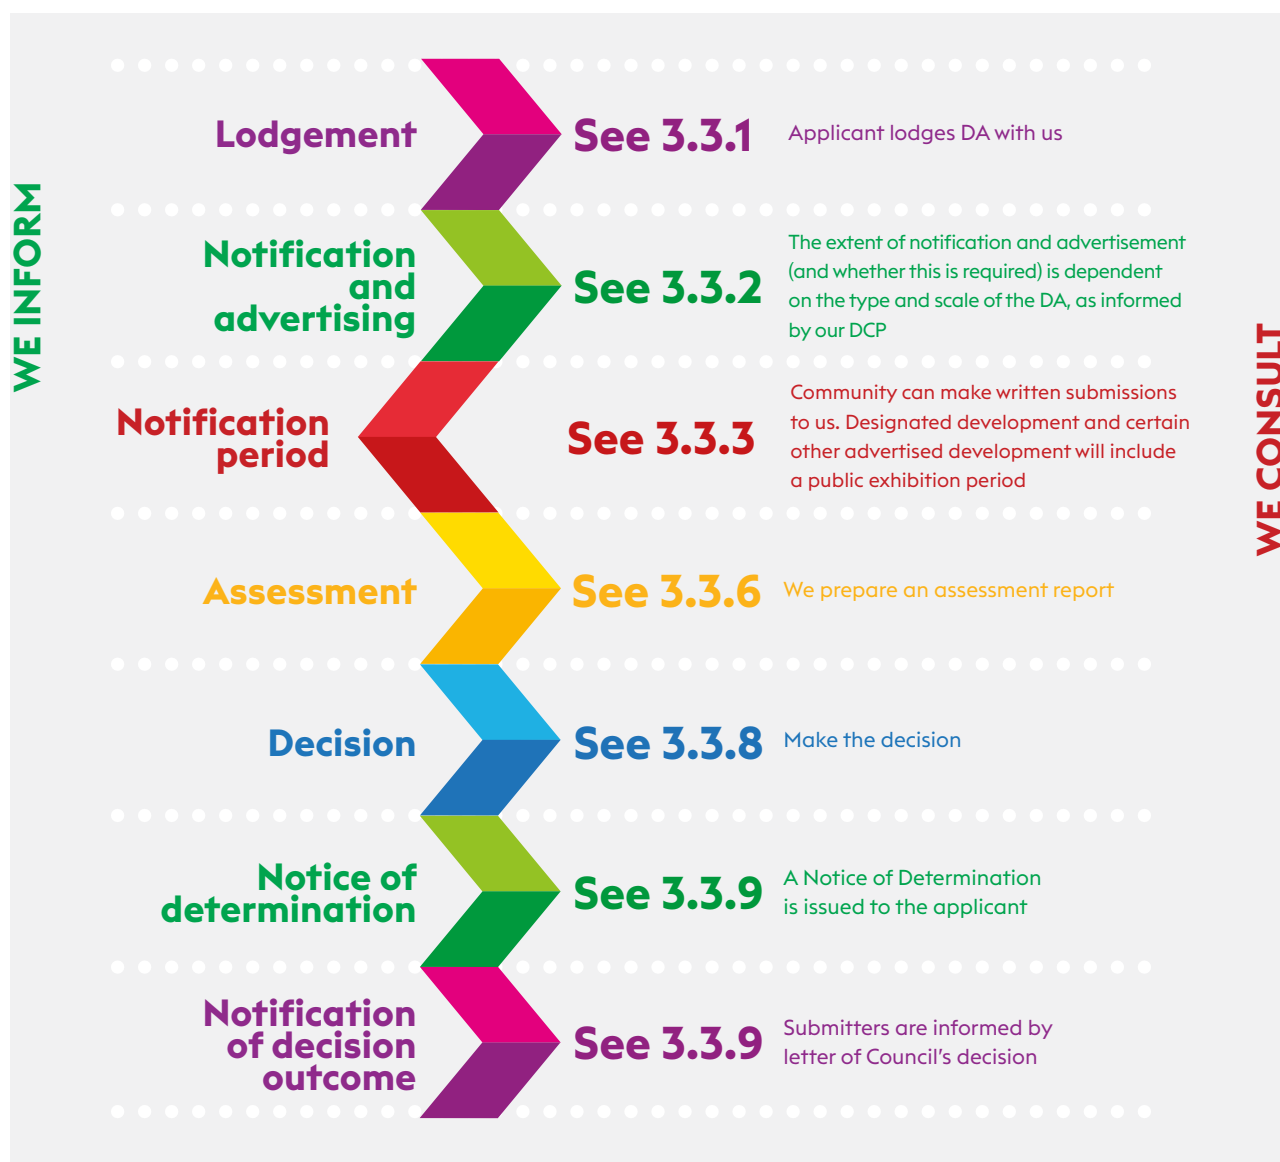 WE INFORM
Lodgement
See 3.3.1
Applicant lodges DA with us
Notification
and
advertising
See 3.3.2
The extent of notification and advertisement
(and whether this is required) is dependent
on the type and scale of the DA, as informed
by our DCP
Notification
period
See 3.3.3
Community can make written submissions
to us. Designated development and certain
other advertised development will include
a public exhibition period
WE CONSULT
Assessment
See 3.3.6
We prepare an assessment report
Decision
See 3.3.8
Make the decision
Notice of
determination
See 3.3.9
A Notice of Determination
is issued to the applicant
Notification
of decision
outcome
See 3.3.9
Submitters are informed by
letter of Council's decision